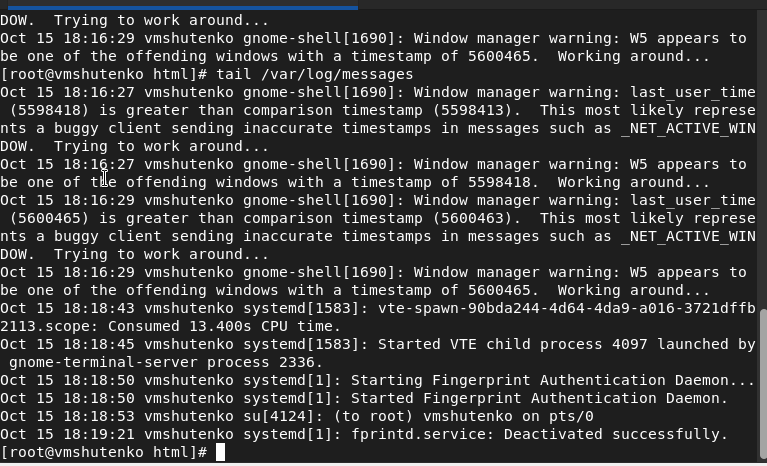 DOW.  Trying to work around...
Oct 15 18:16:29 vmshutenko gnome-shell[1690]: Window manager warning: W5 appears to
be one of the offending windows with a timestamp of 5600465.  Working around...
[root@vmshutenko html]# tail /var/log/messages
Oct 15 18:16:27 vmshutenko gnome-shell[1690]: Window manager warning: last_user_time
 (5598418) is greater than comparison timestamp (5598413).  This most likely represe
nts a buggy client sending inaccurate timestamps in messages such as _NET_ACTIVE_WIN
DOW.  Trying to work around...
Oct 15 18:16:27 vmshutenko gnome-shell[1690]: Window manager warning: W5 appears to
be one of the offending windows with a timestamp of 5598418.  Working around...
Oct 15 18:16:29 vmshutenko gnome-shell[1690]: Window manager warning: last_user_time
 (5600465) is greater than comparison timestamp (5600463).  This most likely represe
nts a buggy client sending inaccurate timestamps in messages such as _NET_ACTIVE_WIN
DOW.  Trying to work around...
Oct 15 18:16:29 vmshutenko gnome-shell[1690]: Window manager warning: W5 appears to
be one of the offending windows with a timestamp of 5600465.  Working around...
Oct 15 18:18:43 vmshutenko systemd[1583]: vte-spawn-90bda244-4d64-4da9-a016-3721dffb
2113.scope: Consumed 13.400s CPU time.
Oct 15 18:18:45 vmshutenko systemd[1583]: Started VTE child process 4097 launched by
 gnome-terminal-server process 2336.
Oct 15 18:18:50 vmshutenko systemd[1]: Starting Fingerprint Authentication Daemon...
Oct 15 18:18:50 vmshutenko systemd[1]: Started Fingerprint Authentication Daemon.
Oct 15 18:18:53 vmshutenko su[4124]: (to root) vmshutenko on pts/0
Oct 15 18:19:21 vmshutenko systemd[1]: fprintd.service: Deactivated successfully.
[root@vmshutenko html]#